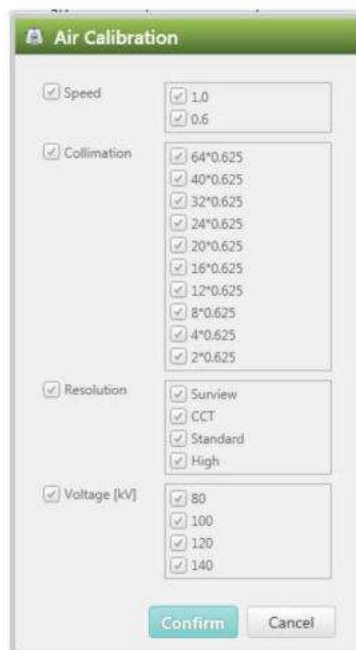 Air Calibration
Speed
1.0
0.6
Collimation
64*0.625
40*0.625
32*0.625
24*0.625
20*0.625
16*0.625
12*0.625
8*0.625
4*0.625
2*0.625
Resolution
Surview
CCT
Standard
High
Voltage [kV]
80
100
120
140
Confirm
Cancel